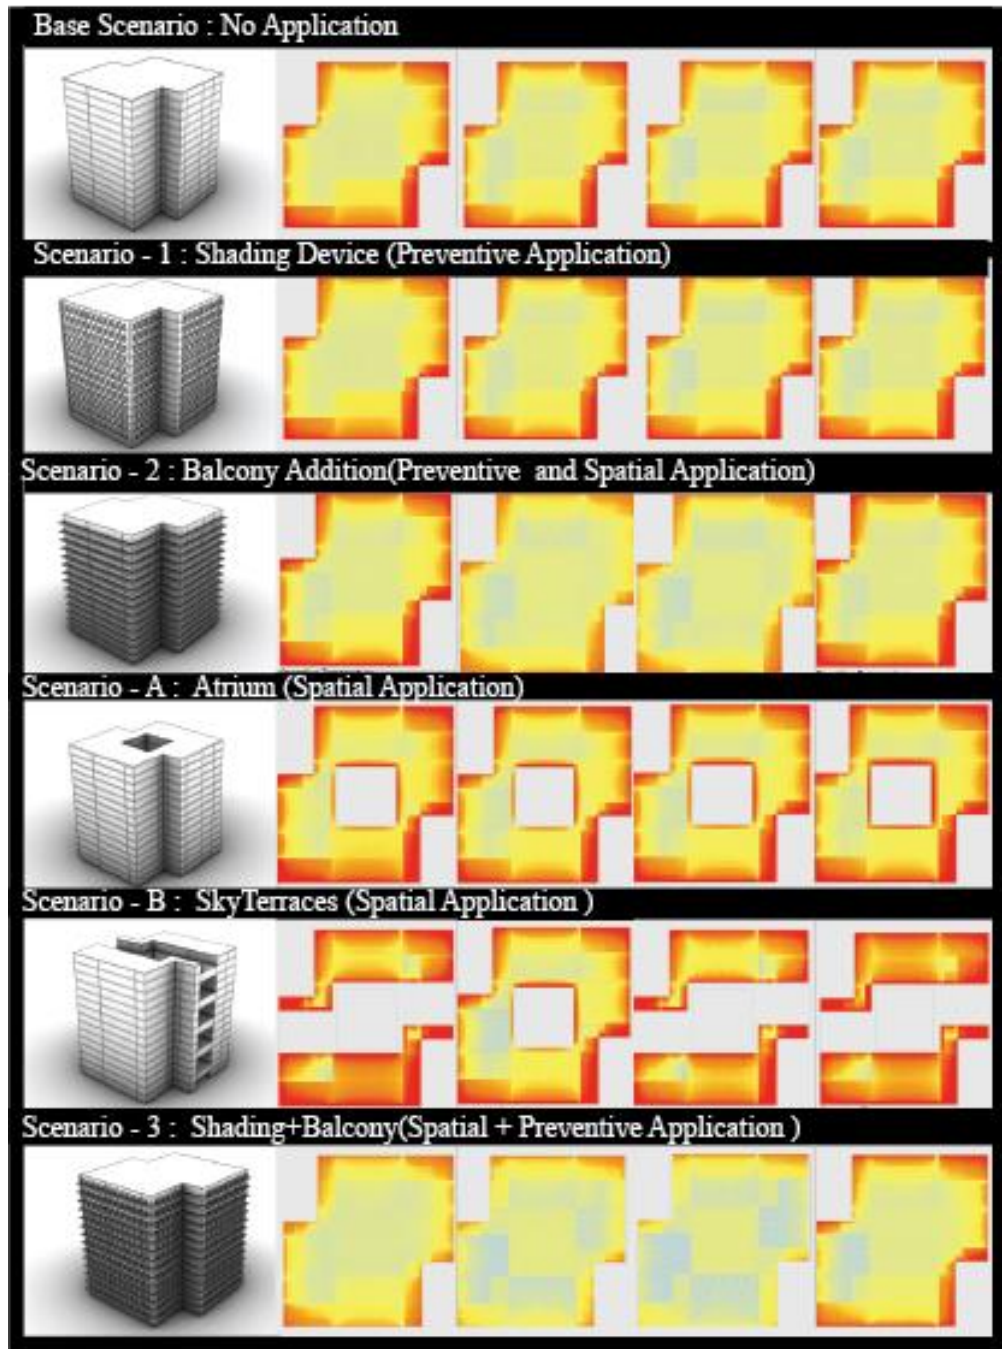 Base Scenario : No Application
Scenario - 1 : Shading Device (Preventive Application)
Scenario - 2 : Balcony Addition(Preventive and Spatial Application)
Scenario - A : Atrium (Spatial Application)
Scenario - B : SkyTerraces (Spatial Application )
Scenario - 3 : Shading+Balcony(Spatial + Preventive Application )